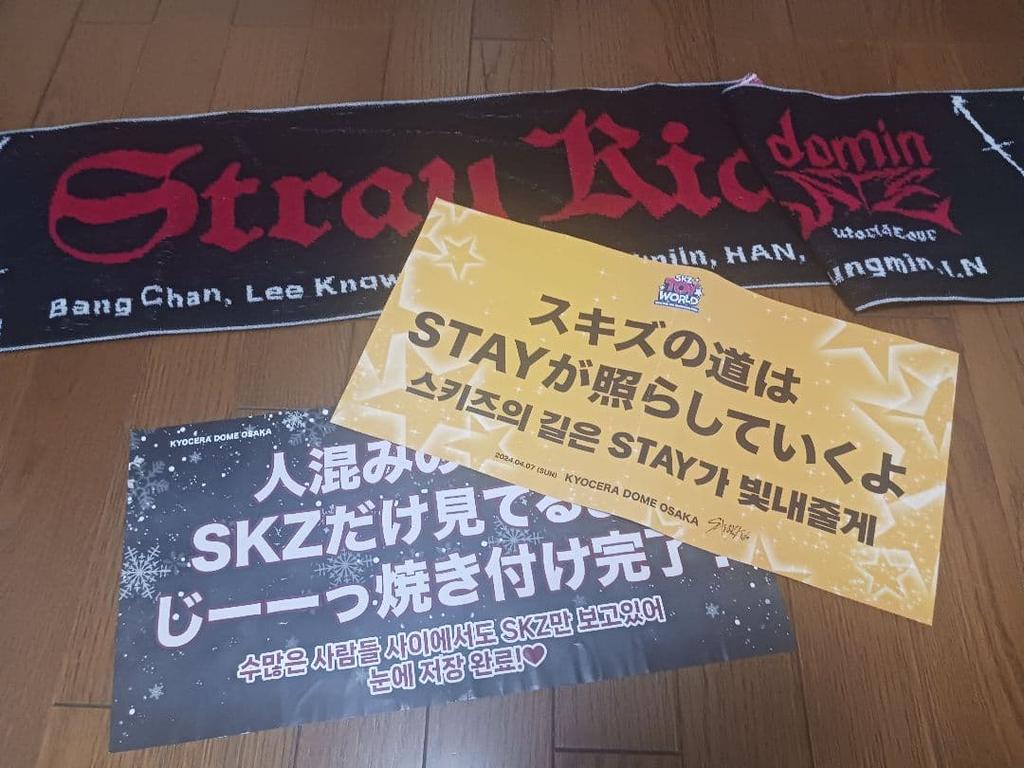 Stray Kid
domin
SKZ
Bang Chan, Lee Know
HAN,
ngmin, I.N
SKZ
TOY
WORLD
スキズの道は
STAYが照らしていくよ
스키즈의 길은 STAY가 빛내줄게
2024.04.07 (SUN) KYOCERA DOME OSAKA
KYOCERA DOME OSAKA
人混みの
SKZだけ見てる
じーーっ焼き付け完了
수많은 사람들 사이에서도 SKZ만 보고있어
눈에 저장 완료!♥